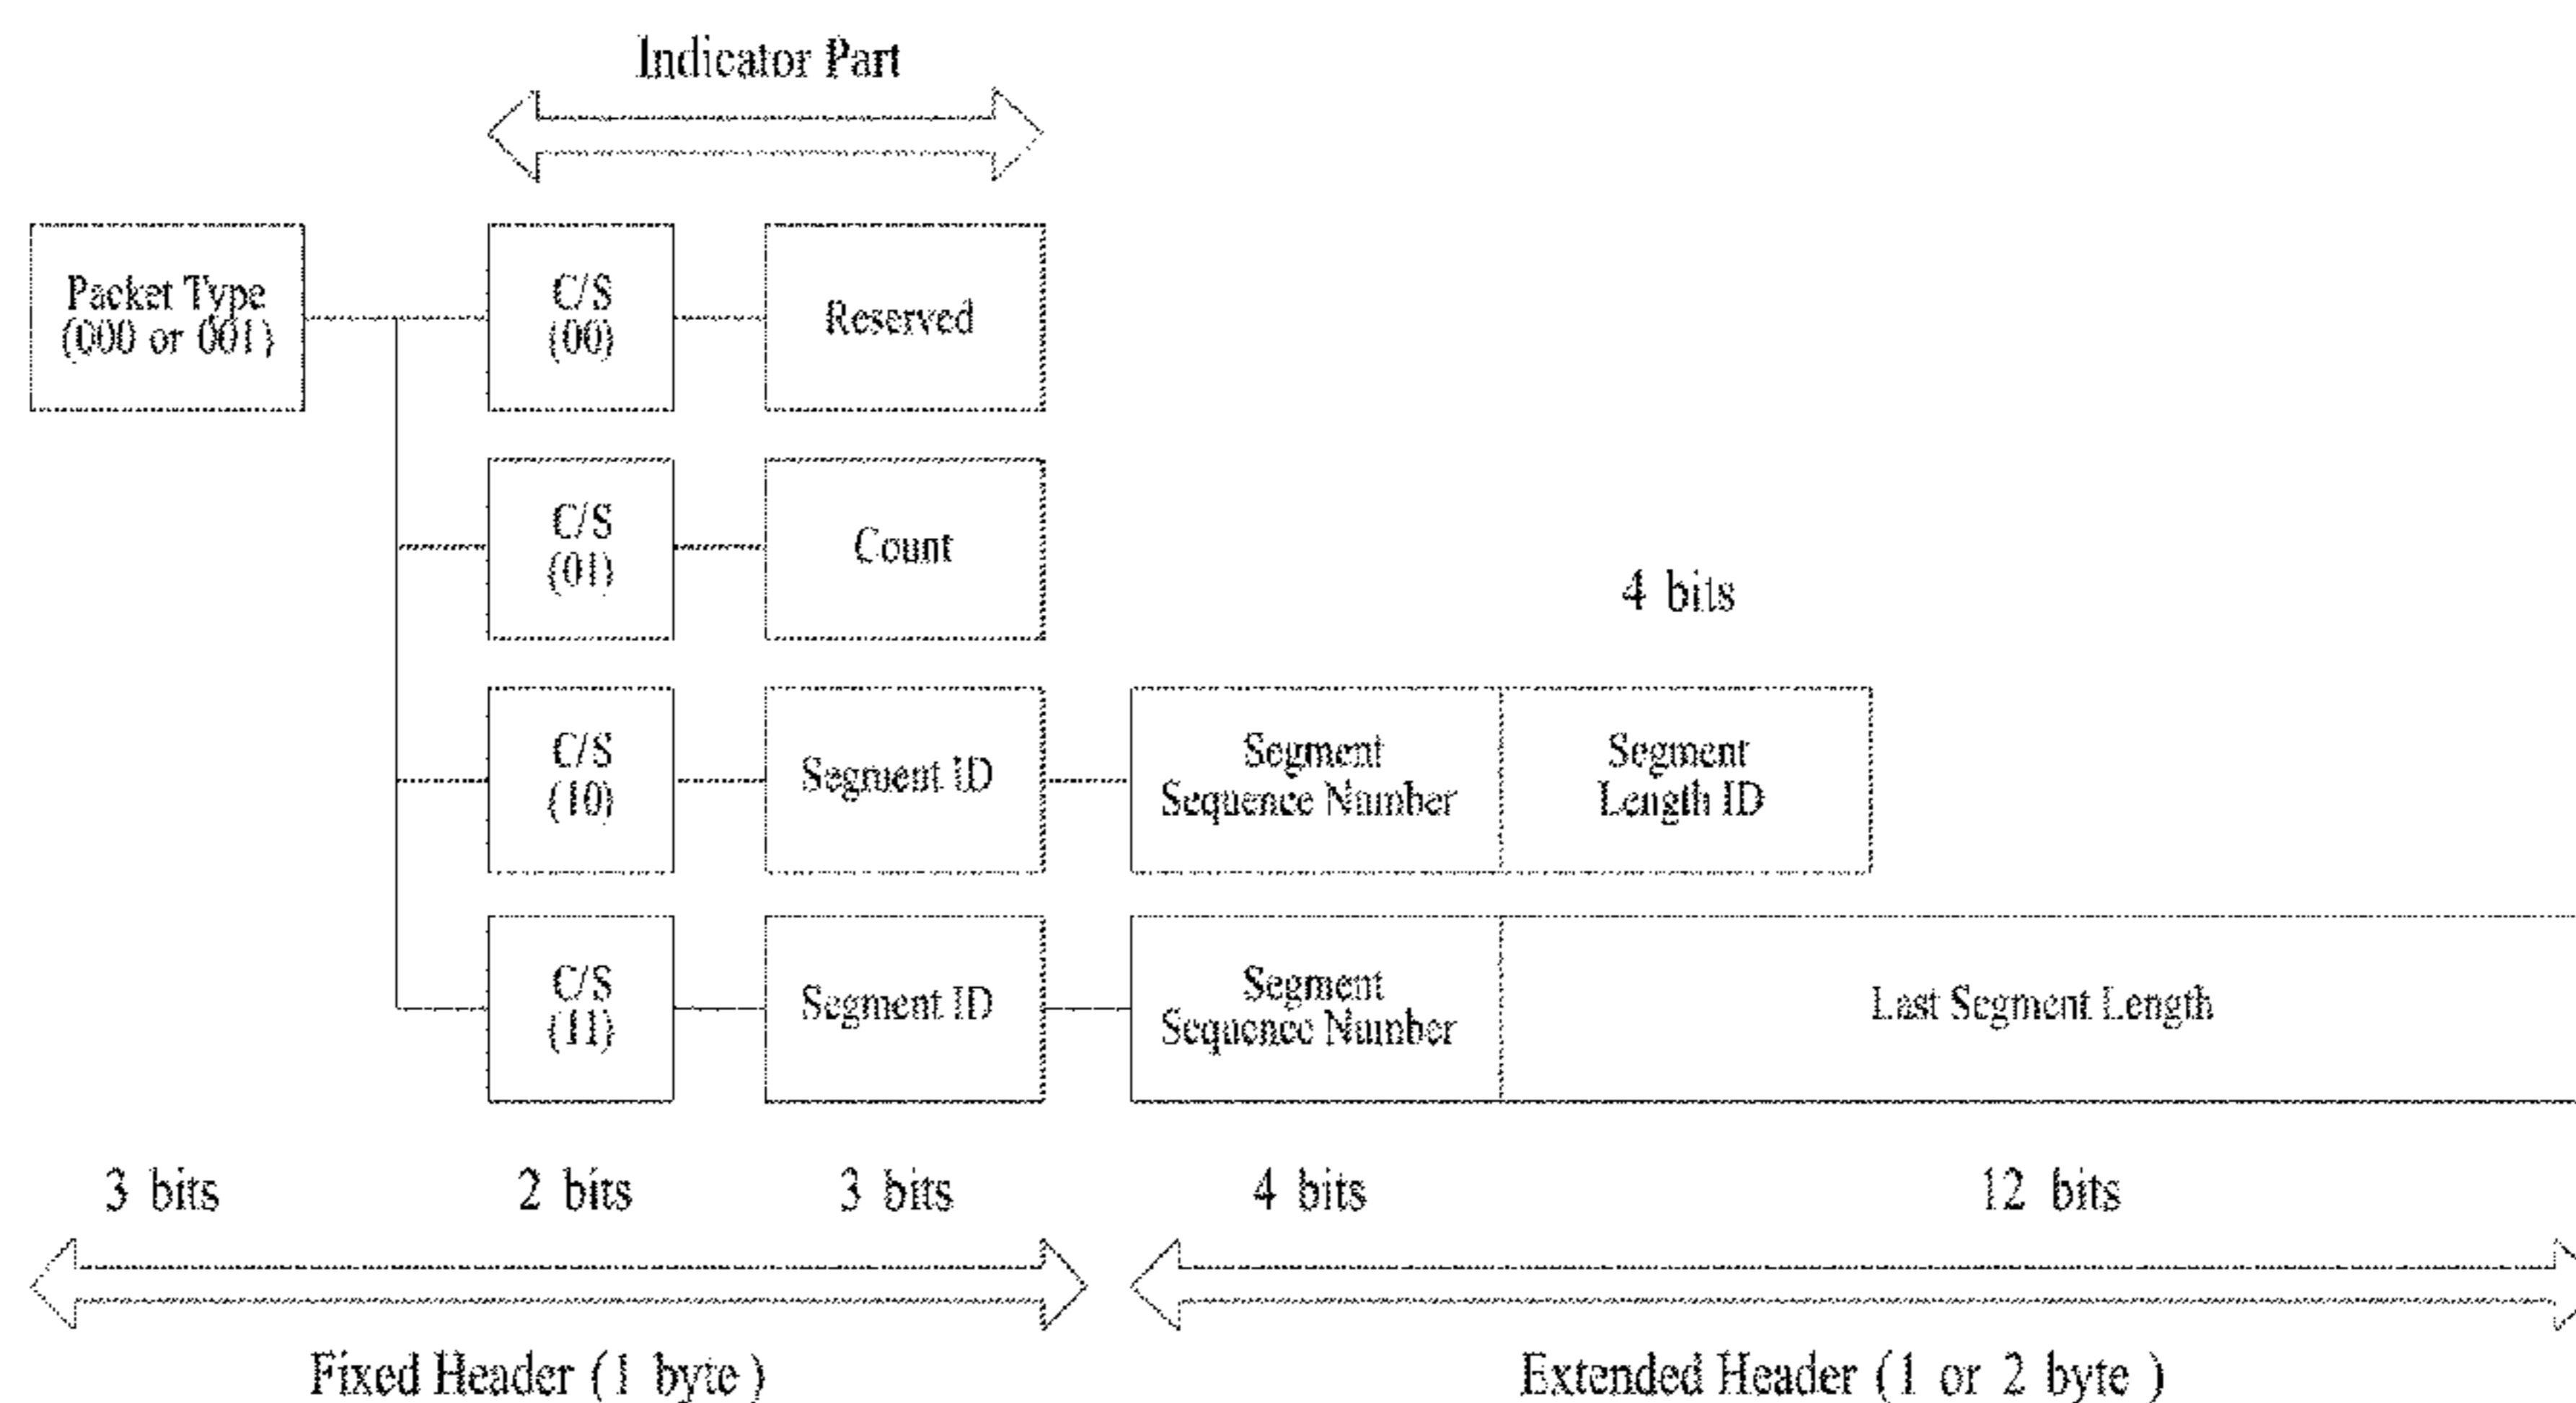 Indicator Part
Packet Type
(000 or 001)
C/S
(00)
Reserved
C/S
(01)
Count
4 bits
C/S
(10)
Segment ID
Segment
Sequence Number
Segment
Length ID
C/S
(11)
Segment ID
Segment
Sequence Number
Last Segment Length
3 bits
2 bits
3 bits
4 bits
12 bits
Fixed Header (1 byte)
Extended Header (1 or 2 byte )